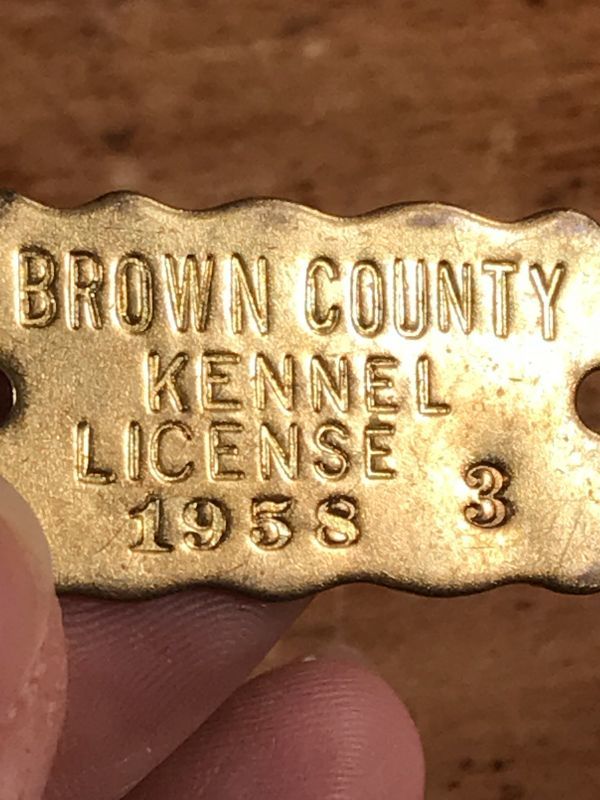 BROWN COUNTY
KENNEL
LICENSE
1958 3